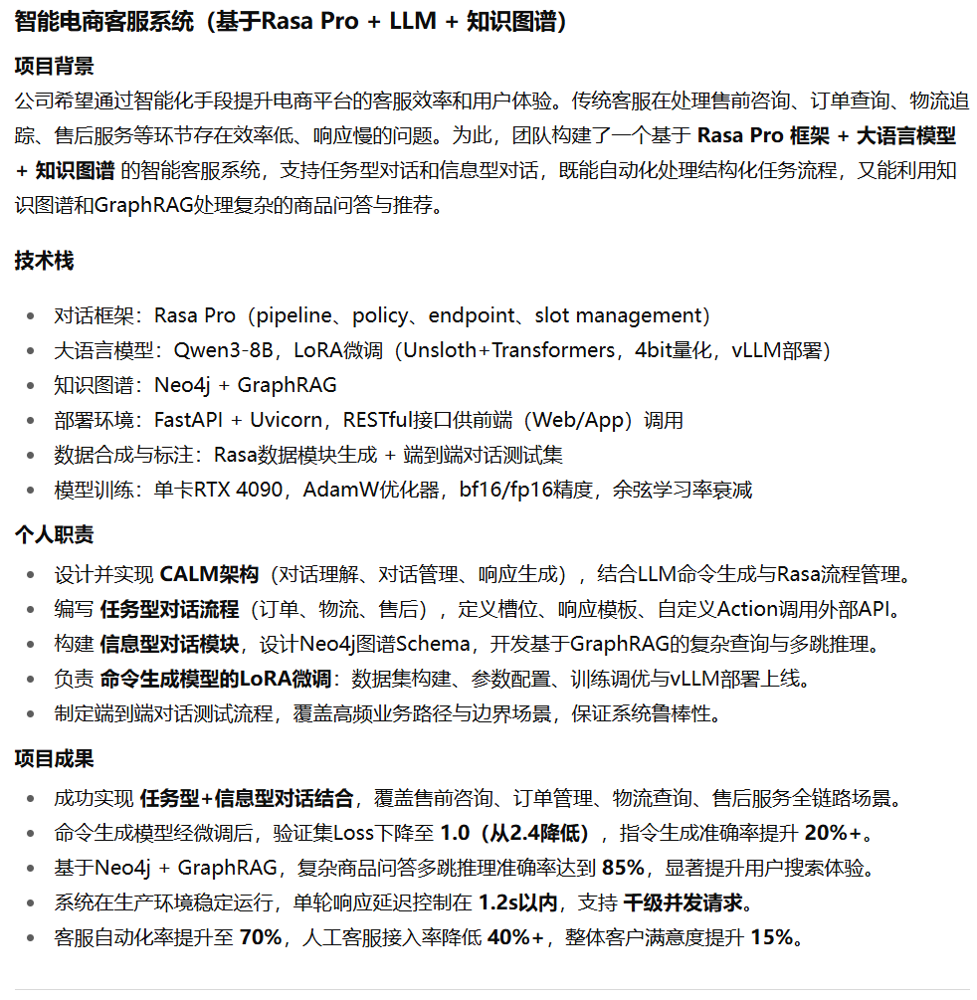 智能电商客服系统（基于Rasa Pro + LLM + 知识图谱）
项目背景
公司希望通过智能化手段提升电商平台的客服效率和用户体验。传统客服在处理售前咨询、订单查询、物流追
踪、售后服务等环节存在效率低、响应慢的问题。为此，团队构建了一个基于 Rasa Pro 框架 + 大语言模型
+ 知识图谱 的智能客服系统，支持任务型对话和信息型对话，既能自动化处理结构化任务流程，又能利用知
识图谱和GraphRAG处理复杂的商品问答与推荐。
技术栈
• 对话框架：Rasa Pro（pipeline、policy、endpoint、slot management）
• 大语言模型：Qwen3-8B，LoRA微调（Unsloth+Transformers，4bit量化，vLLM部署）
• 知识图谱：Neo4j + GraphRAG
• 部署环境：FastAPI + Uvicorn，RESTful接口供前端（Web/App）调用
• 数据合成与标注：Rasa数据模块生成 + 端到端对话测试集
• 模型训练：单卡RTX 4090，AdamW优化器，bf16/fp16精度，余弦学习率衰减
个人职责
• 设计并实现 CALM架构（对话理解、对话管理、响应生成），结合LLM命令生成与Rasa流程管理。
• 编写 任务型对话流程（订单、物流、售后），定义槽位、响应模板、自定义Action调用外部API。
• 构建 信息型对话模块，设计Neo4j图谱Schema，开发基于GraphRAG的复杂查询与多跳推理。
• 负责 命令生成模型的LoRA微调：数据集构建、参数配置、训练调优与vLLM部署上线。
• 制定端到端对话测试流程，覆盖高频业务路径与边界场景，保证系统鲁棒性。
项目成果
• 成功实现 任务型+信息型对话结合，覆盖售前咨询、订单管理、物流查询、售后服务全链路场景。
• 命令生成模型经微调后，验证集Loss下降至 1.0（从2.4降低），指令生成准确率提升 20%+。
• 基于Neo4j + GraphRAG，复杂商品问答多跳推理准确率达到 85%，显著提升用户搜索体验。
• 系统在生产环境稳定运行，单轮响应延迟控制在 1.2s以内，支持 千级并发请求。
• 客服自动化率提升至 70%，人工客服接入率降低 40%+，整体客户满意度提升 15%。